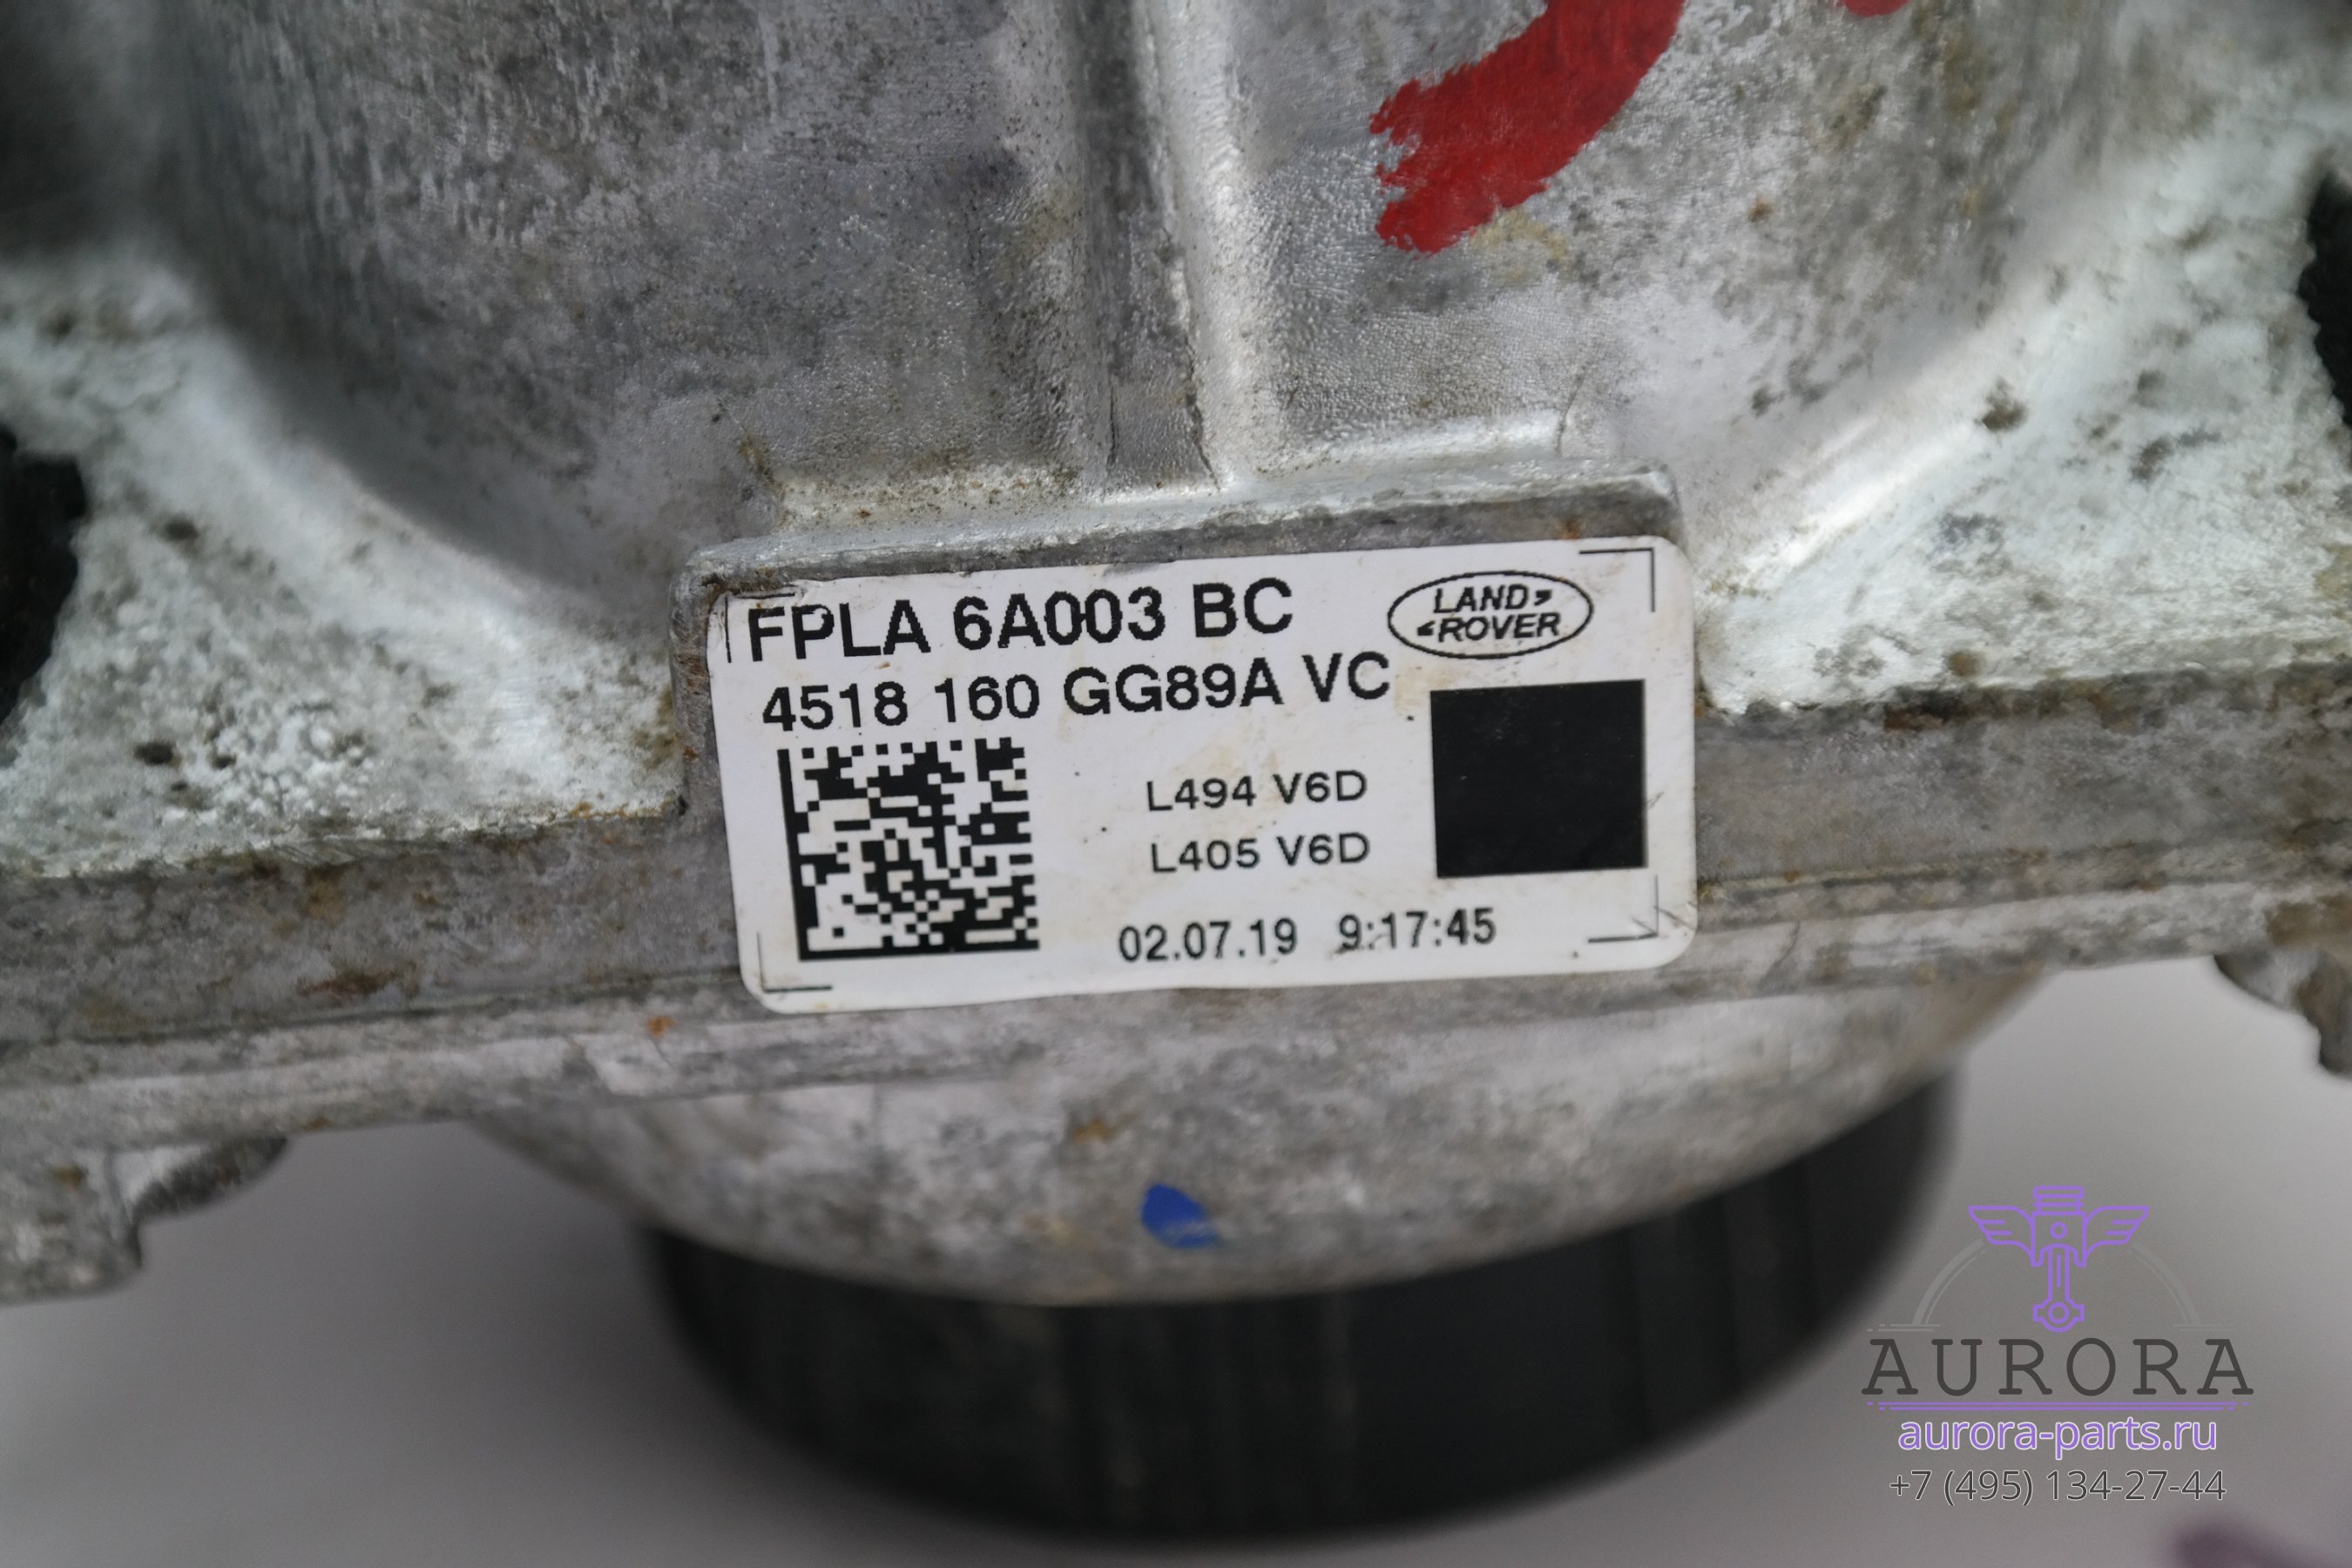 FPLA 6A003 BC
LAND
ROVER
4518 160 GG89A VC
L494 V6D
L405 V6D
02.07.19 9:17:45
AURORA
aurora-parts.ru
+7 (495) 134-27-44